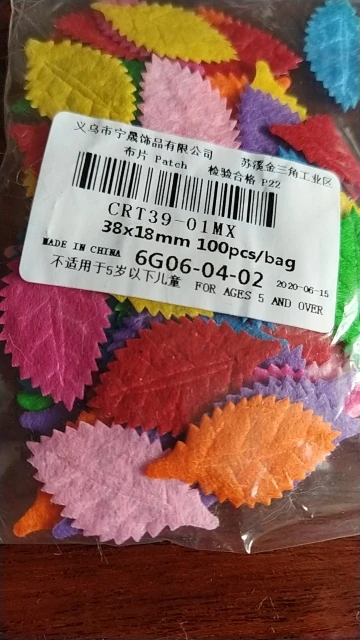 义乌市宁晟饰品有限公司 苏溪金三角工业区
布片 Patch 检验合格 P22
CRT39-01MX
38x18mm 100pcs/bag
MADE IN CHINA 6G06-04-02 2020-06-15
不适用于5岁以下儿童 FOR AGES 5 AND OVER